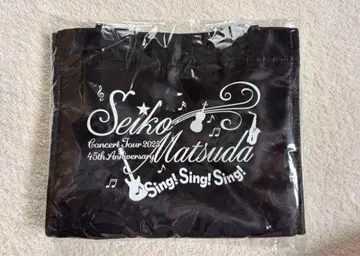 Seiko
Concert Tour 2025
45th Anniversary
Matsuda
Sing! Sing! Sing!